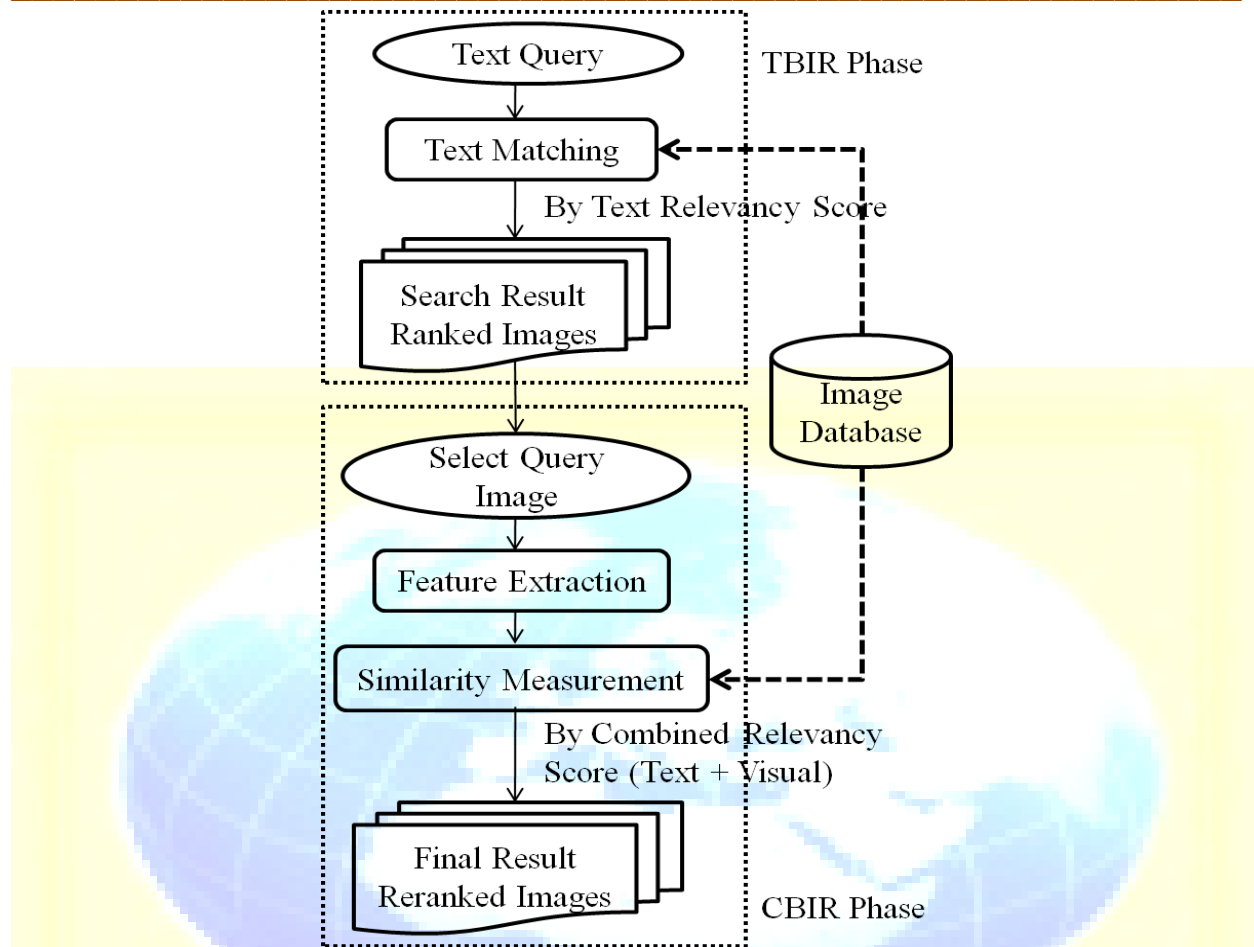 Text Query
TBIR Phase
Text Matching
By Text Relevancy Score
Search Result
Ranked Images
Image
Database
Select Query
Image
Feature Extraction
Similarity Measurement
By Combined Relevancy
Score (Text + Visual)
Final Result
Reranked Images
CBIR Phase